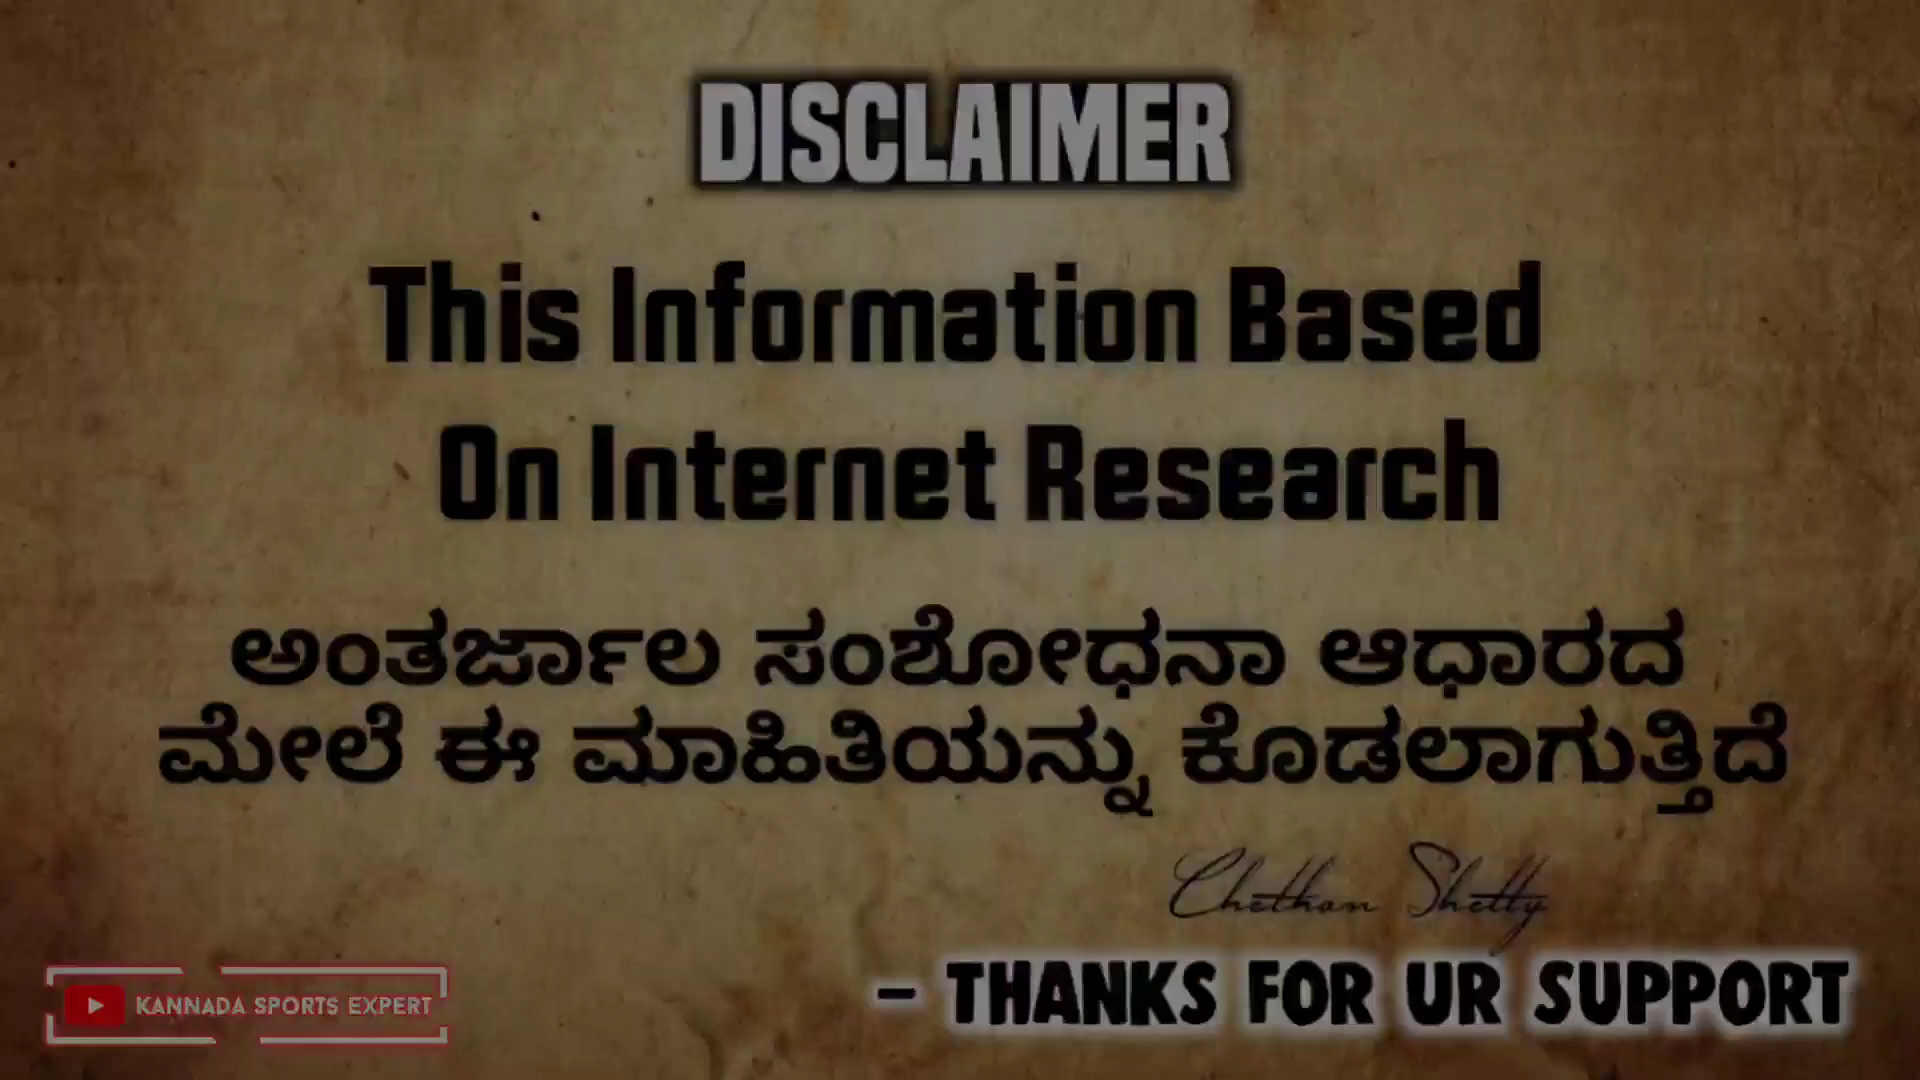 DISCLAIMER
This Information Based
On Internet Research
ಅಂತರ್ಜಾಲ ಸಂಶೋಧನಾ ಆಧಾರದ
ಮೇಲೆ ಈ ಮಾಹಿತಿಯನ್ನು ಕೊಡಲಾಗುತ್ತಿದೆ
Chethan Shetty
- THANKS FOR UR SUPPORT
KANNADA SPORTS EXPERT